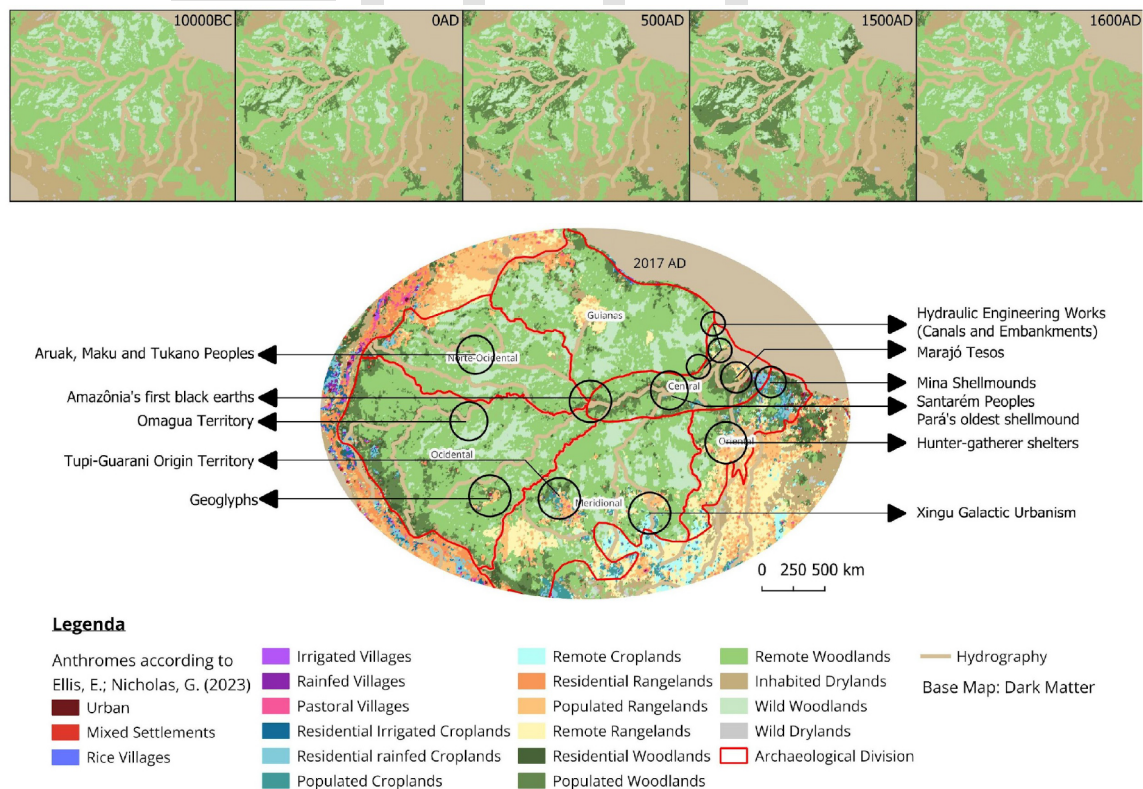 10000BC
0AD
500AD
1500AD
1600AD
2017 AD
Guianas
Norte-Ocidental
Central
Oriental
Ocidental
Meridional
Aruak, Maku and Tukano Peoples
Amazônia's first black earths
Omagua Territory
Tupi-Guarani Origin Territory
Geoglyphs
Hydraulic Engineering Works
(Canals and Embankments)
Marajó Tesos
Mina Shellmounds
Santarém Peoples
Pará's oldest shellmound
Hunter-gatherer shelters
Xingu Galactic Urbanism
0 250 500 km
Legenda
Anthromes according to
Ellis, E.; Nicholas, G. (2023)
Urban
Mixed Settlements
Rice Villages
Irrigated Villages
Rainfed Villages
Pastoral Villages
Residential Irrigated Croplands
Residential rainfed Croplands
Populated Croplands
Remote Croplands
Residential Rangelands
Populated Rangelands
Remote Rangelands
Residential Woodlands
Populated Woodlands
Remote Woodlands
Inhabited Drylands
Wild Woodlands
Wild Drylands
Archaeological Division
Hydrography
Base Map: Dark Matter